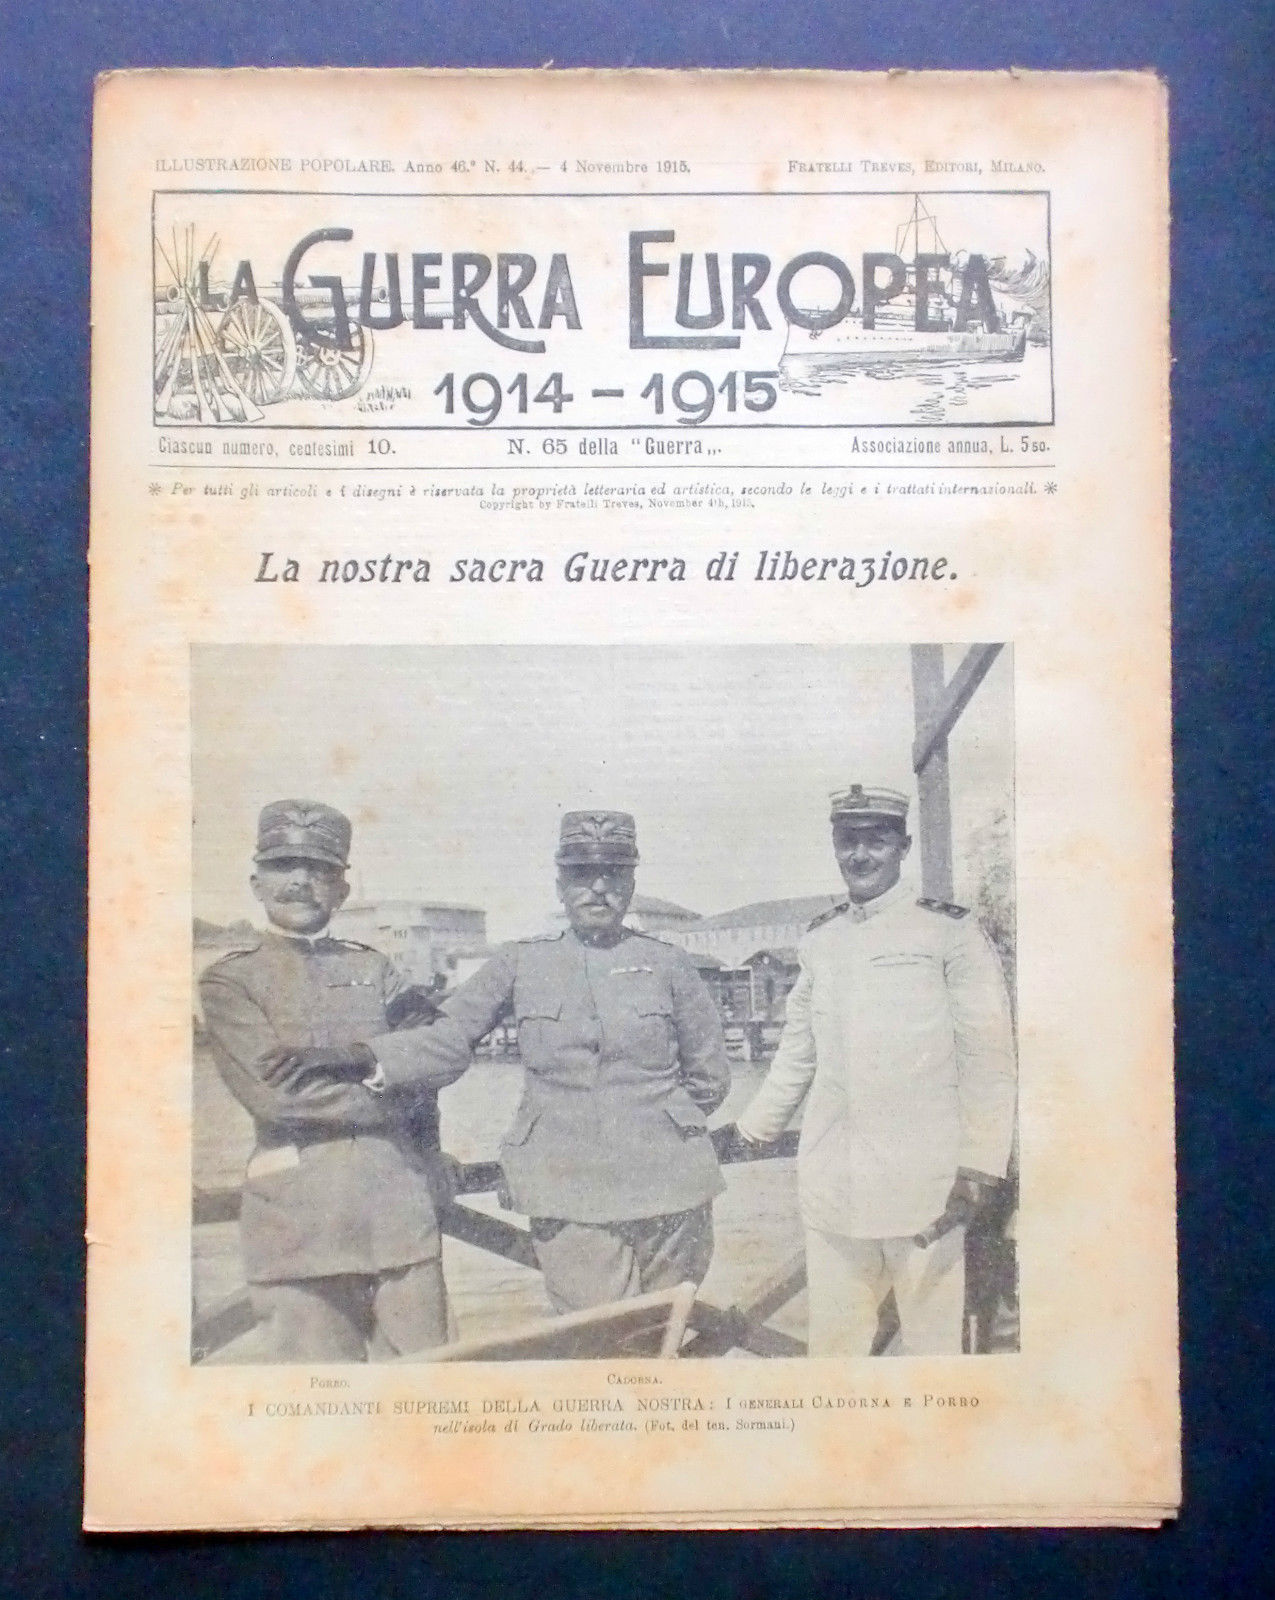 ILLUSTRAZIONE POPOLARE. Anno 46.º N. 44. — 4 Novembre 1915. FRATELLI TREVES, EDITORI, MILANO.
LA GUERRA EUROPEA
1914-1915
Ciascun numero, centesimi 10. N. 65 della "Guerra„. Associazione annua, L. 5 50.
* Per tutti gli articoli e i disegni è riservata la proprietà letteraria ed artistica, secondo le leggi e i trattati internazionali. *
Copyright by Fratelli Treves, November 4th, 1915.
La nostra sacra Guerra di liberazione.
PORRO. CADORNA.
I COMANDANTI SUPREMI DELLA GUERRA NOSTRA: I GENERALI CADORNA E PORRO
nell'isola di Grado liberata. (Fot. del ten. Sormani.)